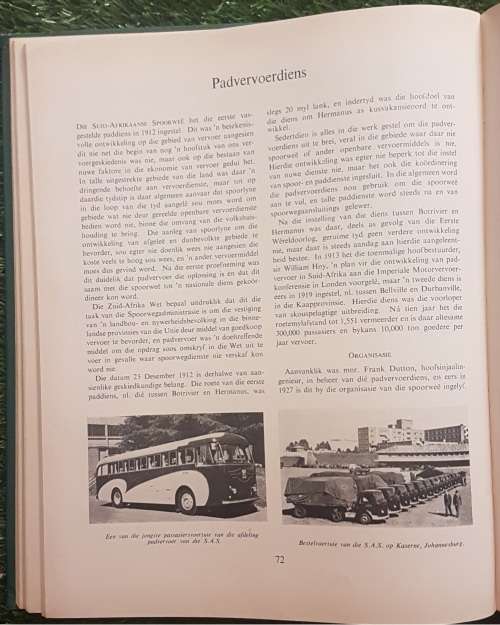 Padvervoerdiens
DIE SUID-AFRIKAANSE SPOORWEË het die eerste vas-
gestelde paddiens in 1912 ingestel. Dit was 'n betekenis-
volle ontwikkeling op die gebied van vervoer aangesien
dit nie net die begin van nog 'n hoofstuk van ons ver-
voergeskiedenis was nie, maar ook op die bestaan van
nuwe faktore in die ekonomie van vervoer gedui het.
In talle uitgestrekte gebiede van die land was daar 'n
dringende behoefte aan vervoerdienste, maar tot op
daardie tydstip is daar algemeen aanvaar dat spoorlyne
in die loop van die tyd aangelê sou moes word om
gebiede wat nie deur gereelde openbare vervoerdienste
bedien word nie, binne die omvang van die volkshuis-
houding te bring. Die aanleg van spoorlyne om die
ontwikkeling van afgeleë en dunbevolkte gebiede te
bevorder, sou egter nie doenlik wees nie aangesien die
koste veels te hoog sou wees, en 'n ander vervoermiddel
moes dus gevind word. Na die eerste proefneming was
dit duidelik dat padvervoer die oplossing is en dat dit
saam met die spoorweë tot 'n nasionale diens gekoör-
dineer kon word.
Die Zuid-Afrika Wet bepaal uitdruklik dat dit die
taak van die Spoorwegadministrasie is om die vestiging
van 'n landbou- en nywerheidsbevolking in die binne-
landse provinsies van die Unie deur middel van goedkoop
vervoer te bevorder, en padvervoer was 'n doeltreffende
middel om die opdrag soos omskryf in die Wet uit te
voer in gevalle waar spoorwegdienste nie verskaf kon
word nie.
Die datum 23 Desember 1912 is derhalwe van aan-
sienlike geskiedkundige belang. Die roete van die eerste
paddiens, nl. dié tussen Botrivier en Hermanus, was
slegs 20 myl lank, en indertyd was die hoofdoel van
die diens om Hermanus as kusvakansieoord te ont-
wikkel.
Sedertdien is alles in die werk gestel om die padver-
voerdiens uit te brei, veral in die gebiede waar daar nie
spoorweë of ander openbare vervoermiddels is nie.
Hierdie ontwikkeling was egter nie beperk tot die instel
van nuwe dienste nie, maar het ook die koördinering
van spoor- en paddienste ingesluit. In die algemeen word
die padvervoerdiens nou gebruik om die spoorweë
aan te vul, en talle paddienste word steeds na en van
spoorwegaansluitings gelewer.
Na die instelling van die diens tussen Botrivier en
Hermanus was daar, deels as gevolg van die Eerste
Wêreldoorlog, geruime tyd geen verdere ontwikkeling
nie, maar daar is steeds aandag aan hierdie aangeleent-
heid bestee. In 1913 het die toenmalige hoofbestuurder,
sir William Hoy, 'n plan vir die ontwikkeling van pad-
vervoer in Suid-Afrika aan die Imperiale Motorvervoer-
konferensie in Londen voorgelê, maar 'n tweede diens is
eers in 1919 ingestel, nl. tussen Bellville en Durbanville,
in die Kaapprovinsie. Hierdie diens was die voorloper
van skouspelagtige uitbreiding. Ná tien jaar het die
roetemylafstand tot 1,551 vermeerder en is daar alleasnte
300,000 passasiers en bykans 10,000 ton goedere per
jaar vervoer.
ORGANISASIE
Aanvanklik was mnr. Frank Dutton, hoofsinjaalin-
genieur, in beheer van dié padvervoerdiens, en eers in
1927 is dit by die organisasie van die spoorweë ingelyf.
Een van die jongste passasiersvoertuie van die afdeling
padvervoer van die S.A.S.
Bestelvoertuie van die S.A.S. op Kaserne, Johannesburg.
72